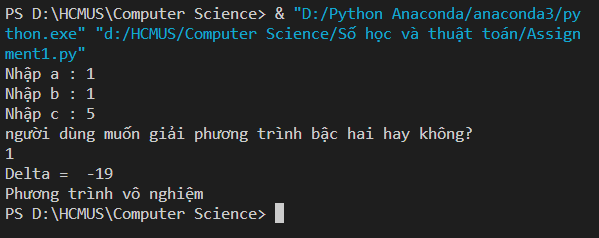 PS D:\HCMUS\Computer Science> & "D:/Python Anaconda/anaconda3/py
thon.exe" "d:/HCMUS/Computer Science/Số học và thuật toán/Assign
ment1.py"
Nhập a : 1
Nhập b : 1
Nhập c : 5
người dùng muốn giải phương trình bậc hai hay không?
1
Delta =  -19
Phương trình vô nghiệm
PS D:\HCMUS\Computer Science>